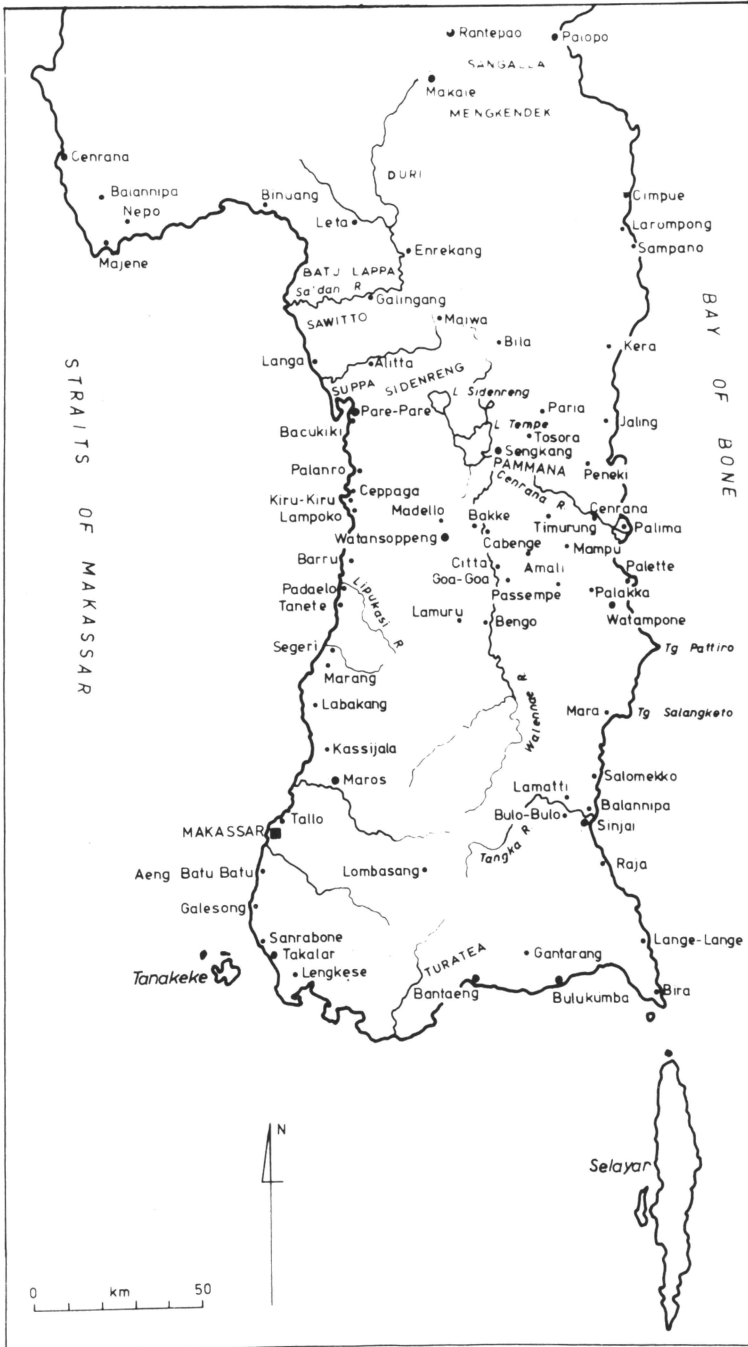 Rantepao
Palopo
SANGALLA
Makale
MENGKENDEK
Cenrana
DURI
Balannipa
Binuang
Cimpue
Nepo
Leta
Larompong
Majene
Enrekang
Sampano
BATU LAPPA
Sa'dan R
Galingang
SAWITTO
Maiwa
Bila
Kera
Langa
Alitta
SUPPA
SIDENRENG
L Sidenreng
Pare-Pare
Paria
Bacukiki
L Tempe
Jaling
Tosora
Sengkang
PAMMANA
Peneki
Palanro
Cenrana R
Ceppaga
Kiru-Kiru
Lampoko
Madello
Bakke
Timurung
Cenrana
Palima
Watansoppeng
Cabenge
Mampu
Barru
Citta
Amali
Palette
Goa-Goa
Padaelo
Lipukasi R
Passempe
Palakka
Tanete
Watampone
Lamuru
Bengo
Segeri
Tg Pattiro
Marang
Walennae R
Labakang
Mara
Tg Salangketo
Kassijala
Maros
Salomekko
Lamatti
Balannipa
Tallo
Bulo-Bulo
Sinjai
MAKASSAR
Tangka R
Aeng Batu Batu
Lombasang
Raja
Galesong
Sanrabone
Lange-Lange
Takalar
Gantarang
TURATEA
Tanakeke
Lengkese
Bantaeng
Bulukumba
Bira
STRAITS OF MAKASSAR
BAY OF BONE
N
Selayar
0 km 50